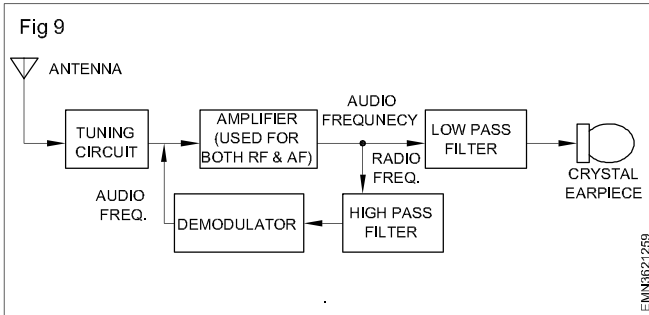 Fig 9
ANTENNA
TUNING
CIRCUIT
AMPLIFIER
(USED FOR
BOTH RF & AF)
AUDIO
FREQUNECY
RADIO
FREQ.
LOW PASS
FILTER
CRYSTAL
EARPIECE
AUDIO
FREQ.
DEMODULATOR
HIGH PASS
FILTER
EMN3621259